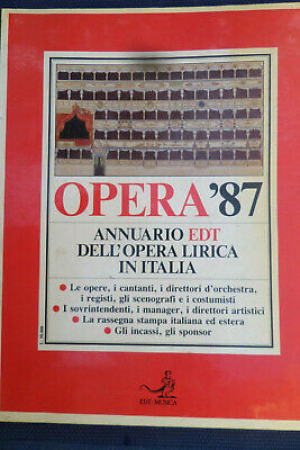 OPERA '87
ANNUARIO EDT
DELL'OPERA LIRICA
IN ITALIA
● Le opere, i cantanti, i direttori d'orchestra,
i registi, gli scenografi e i costumisti
● I sovrintendenti, i manager, i direttori artistici
● La rassegna stampa italiana ed estera
● Gli incassi, gli sponsor
EDT/MUSICA